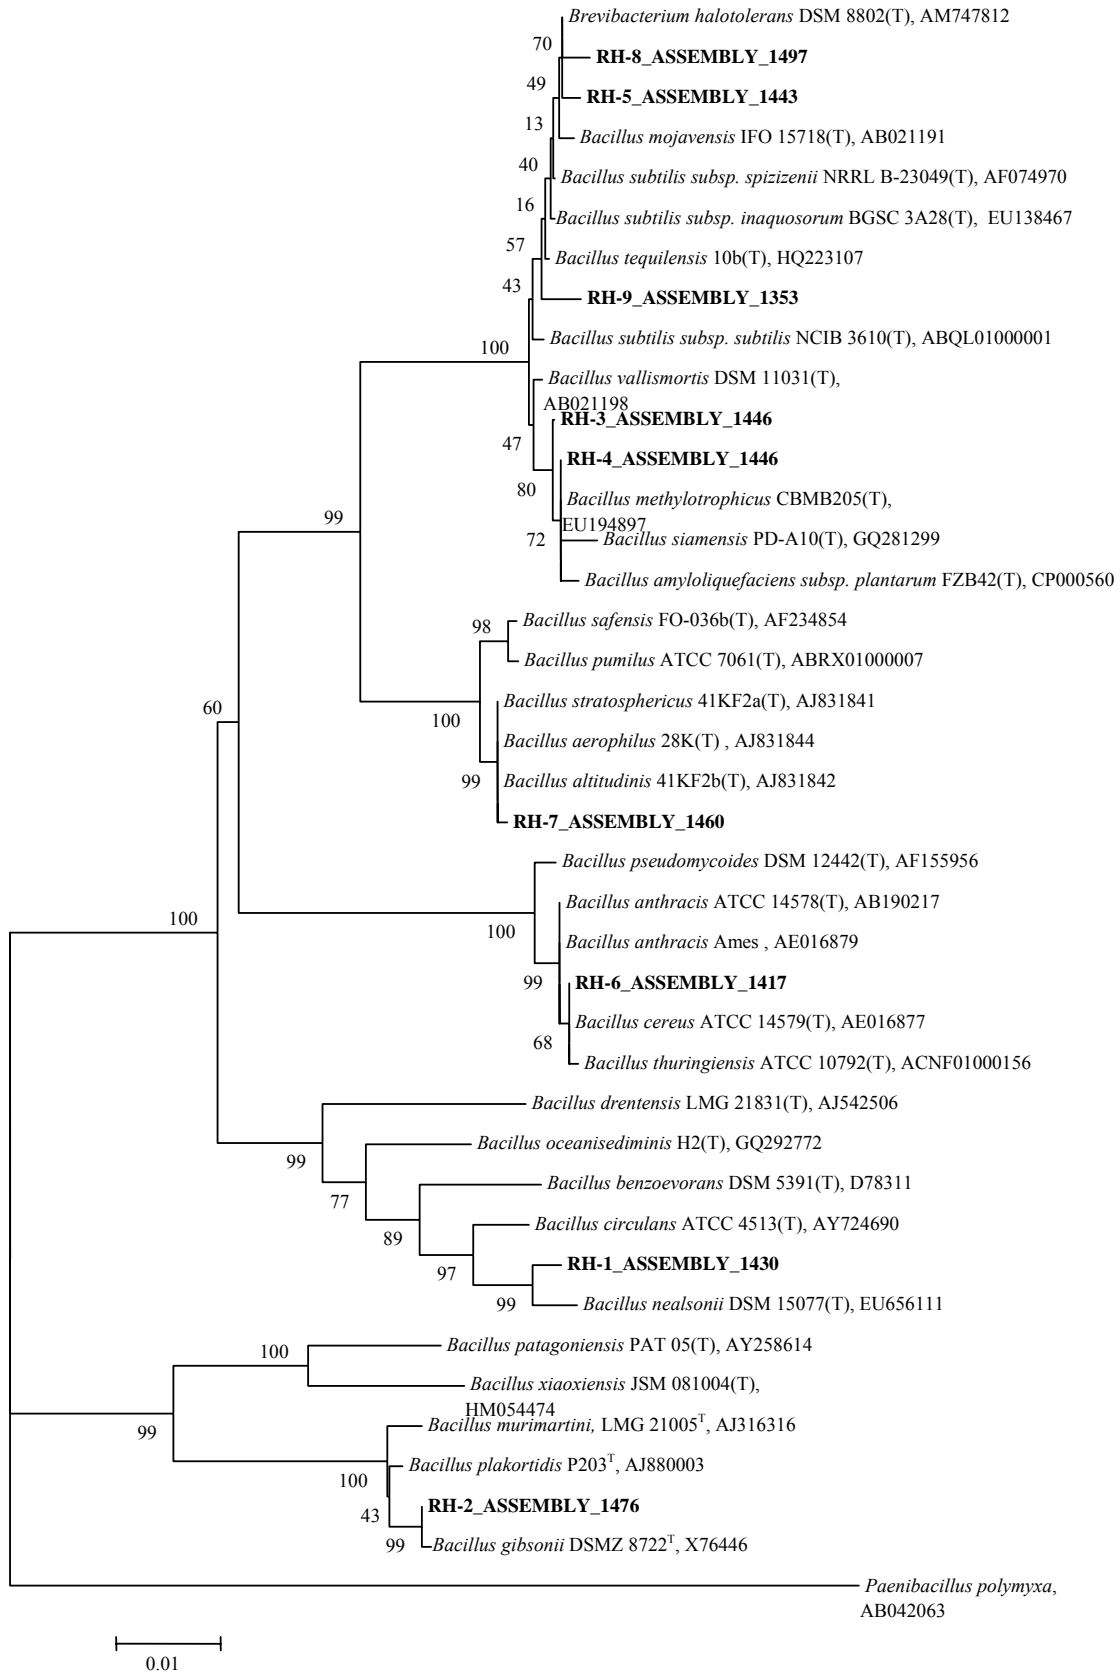 Brevibacterium halotolerans DSM 8802(T), AM747812
70
RH-8_ASSEMBLY_1497
49
RH-5_ASSEMBLY_1443
13
Bacillus mojavensis IFO 15718(T), AB021191
40
Bacillus subtilis subsp. spizizenii NRRL B-23049(T), AF074970
16
Bacillus subtilis subsp. inaquosorum BGSC 3A28(T), EU138467
57
Bacillus tequilensis 10b(T), HQ223107
43
RH-9_ASSEMBLY_1353
Bacillus subtilis subsp. subtilis NCIB 3610(T), ABQL01000001
100
Bacillus vallismortis DSM 11031(T),
AB021198
RH-3_ASSEMBLY_1446
47
RH-4_ASSEMBLY_1446
80
Bacillus methylotrophicus CBMB205(T),
EU194897
72
Bacillus siamensis PD-A10(T), GQ281299
99
Bacillus amyloliquefaciens subsp. plantarum FZB42(T), CP000560
Bacillus safensis FO-036b(T), AF234854
98
Bacillus pumilus ATCC 7061(T), ABRX01000007
Bacillus stratosphericus 41KF2a(T), AJ831841
60
100
Bacillus aerophilus 28K(T) , AJ831844
99
Bacillus altitudinis 41KF2b(T), AJ831842
RH-7_ASSEMBLY_1460
Bacillus pseudomycoides DSM 12442(T), AF155956
Bacillus anthracis ATCC 14578(T), AB190217
100
100
Bacillus anthracis Ames , AE016879
99
RH-6_ASSEMBLY_1417
Bacillus cereus ATCC 14579(T), AE016877
68
Bacillus thuringiensis ATCC 10792(T), ACNF01000156
Bacillus drentensis LMG 21831(T), AJ542506
Bacillus oceanisediminis H2(T), GQ292772
99
Bacillus benzoevorans DSM 5391(T), D78311
77
Bacillus circulans ATCC 4513(T), AY724690
89
RH-1_ASSEMBLY_1430
97
Bacillus nealsonii DSM 15077(T), EU656111
99
Bacillus patagoniensis PAT 05(T), AY258614
100
Bacillus xiaoxiensis JSM 081004(T),
HM054474
Bacillus murimartini, LMG 21005ᵀ, AJ316316
99
Bacillus plakortidis P203ᵀ, AJ880003
100
RH-2_ASSEMBLY_1476
43
Bacillus gibsonii DSMZ 8722ᵀ, X76446
99
Paenibacillus polymyxa,
AB042063
0.01